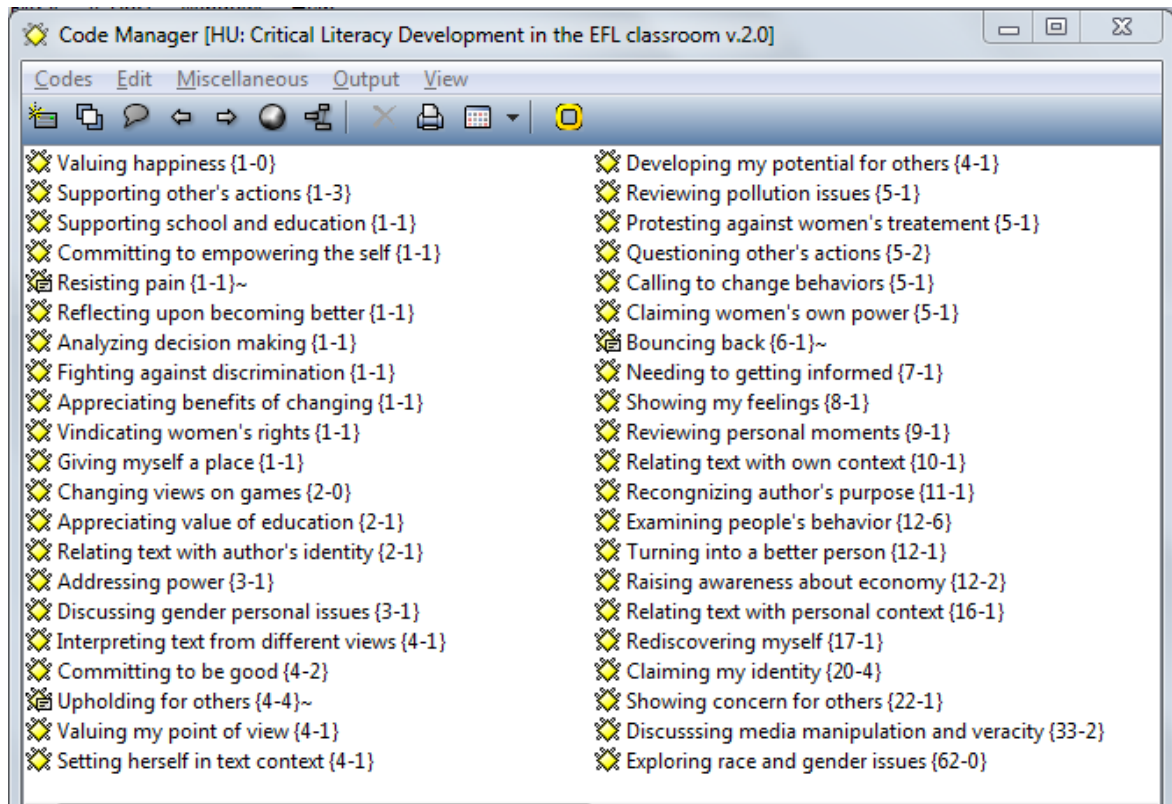 Code Manager [HU: Critical Literacy Development in the EFL classroom v.2.0]
Codes Edit Miscellaneous Output View
Valuing happiness {1-0}
Supporting other's actions {1-3}
Supporting school and education {1-1}
Committing to empowering the self {1-1}
Resisting pain {1-1}~
Reflecting upon becoming better {1-1}
Analyzing decision making {1-1}
Fighting against discrimination {1-1}
Appreciating benefits of changing {1-1}
Vindicating women's rights {1-1}
Giving myself a place {1-1}
Changing views on games {2-0}
Appreciating value of education {2-1}
Relating text with author's identity {2-1}
Addressing power {3-1}
Discussing gender personal issues {3-1}
Interpreting text from different views {4-1}
Committing to be good {4-2}
Upholding for others {4-4}~
Valuing my point of view {4-1}
Setting herself in text context {4-1}
Developing my potential for others {4-1}
Reviewing pollution issues {5-1}
Protesting against women's treatement {5-1}
Questioning other's actions {5-2}
Calling to change behaviors {5-1}
Claiming women's own power {5-1}
Bouncing back {6-1}~
Needing to getting informed {7-1}
Showing my feelings {8-1}
Reviewing personal moments {9-1}
Relating text with own context {10-1}
Recongnizing author's purpose {11-1}
Examining people's behavior {12-6}
Turning into a better person {12-1}
Raising awareness about economy {12-2}
Relating text with personal context {16-1}
Rediscovering myself {17-1}
Claiming my identity {20-4}
Showing concern for others {22-1}
Discusssing media manipulation and veracity {33-2}
Exploring race and gender issues {62-0}